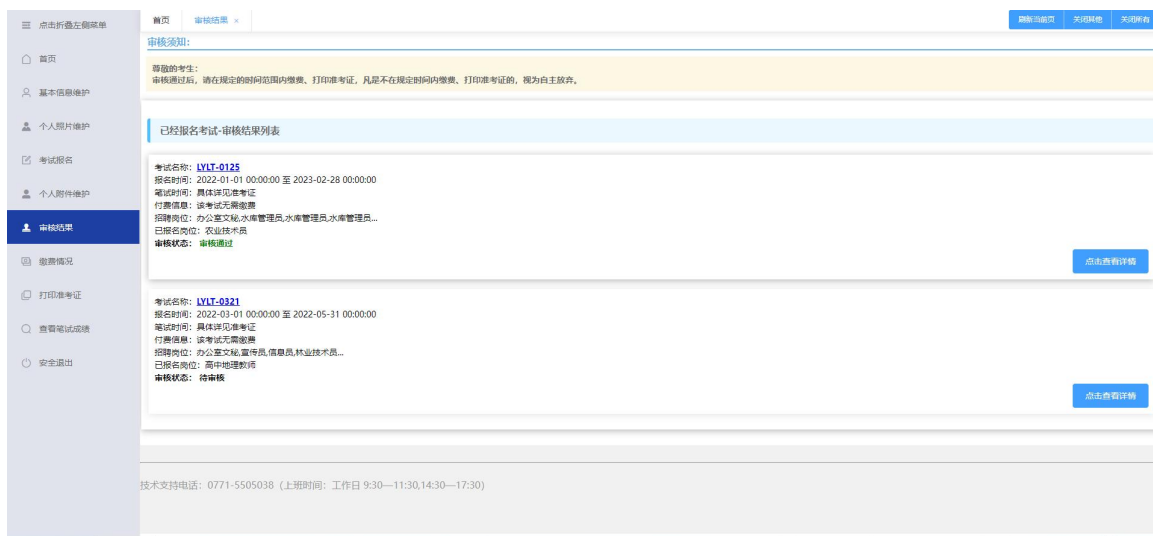 点击折叠左侧菜单
首页
基本信息维护
个人照片维护
考试报名
个人附件维护
审核结果
缴费情况
打印准考证
查看笔试成绩
安全退出
首页 审核结果 × 刷新当前页 关闭其他 关闭所有
审核须知：
尊敬的考生：
审核通过后，请在规定的时间范围内缴费、打印准考证，凡是不在规定时间内缴费、打印准考证的，视为自主放弃。
已经报名考试-审核结果列表
考试名称：LYLT-0125
报名时间：2022-01-01 00:00:00 至 2023-02-28 00:00:00
笔试时间：具体详见准考证
付费信息：该考试无需缴费
招聘岗位：办公室文秘,水库管理员,水库管理员,水库管理员...
已报名岗位：农业技术员
审核状态：审核通过
点击查看详情
考试名称：LYLT-0321
报名时间：2022-03-01 00:00:00 至 2022-05-31 00:00:00
笔试时间：具体详见准考证
付费信息：该考试无需缴费
招聘岗位：办公室文秘,宣传员,信息员,林业技术员...
已报名岗位：高中地理教师
审核状态：待审核
点击查看详情
技术支持电话：0771-5505038（上班时间：工作日 9:30—11:30,14:30—17:30）